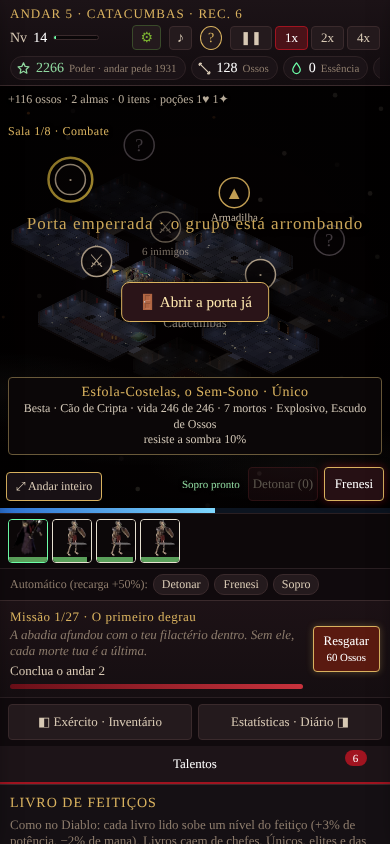 ANDAR 5 · CATACUMBAS · REC. 6
Nv 14
? 1x 2x 4x
2266 Poder · andar pede 1931
128 Ossos
0 Essência
+116 ossos · 2 almas · 0 itens · poções 1♥ 1✦
Sala 1/8 · Combate
?
Armadilha
Porta emperrada o grupo está arrombando
?
6 inimigos
Abrir a porta já
Catacumbas
Esfola-Costelas, o Sem-Sono · Único
Besta · Cão de Cripta · vida 246 de 246 · 7 mortos · Explosivo, Escudo
de Ossos
resiste a sombra 10%
Andar inteiro
Sopro pronto
Detonar (0)
Frenesi
Automático (recarga +50%): Detonar Frenesi Sopro
Missão 1/27 · O primeiro degrau
A abadia afundou com o teu filactério dentro. Sem ele,
cada morte tua é a última.
Conclua o andar 2
Resgatar
60 Ossos
Exército · Inventário
Estatísticas · Diário
Talentos 6
LIVRO DE FEITIÇOS
Como no Diablo: cada livro lido sobe um nível do feitiço (+3% de
potência, −2% de mana). Livros caem de chefes, Únicos, elites e das